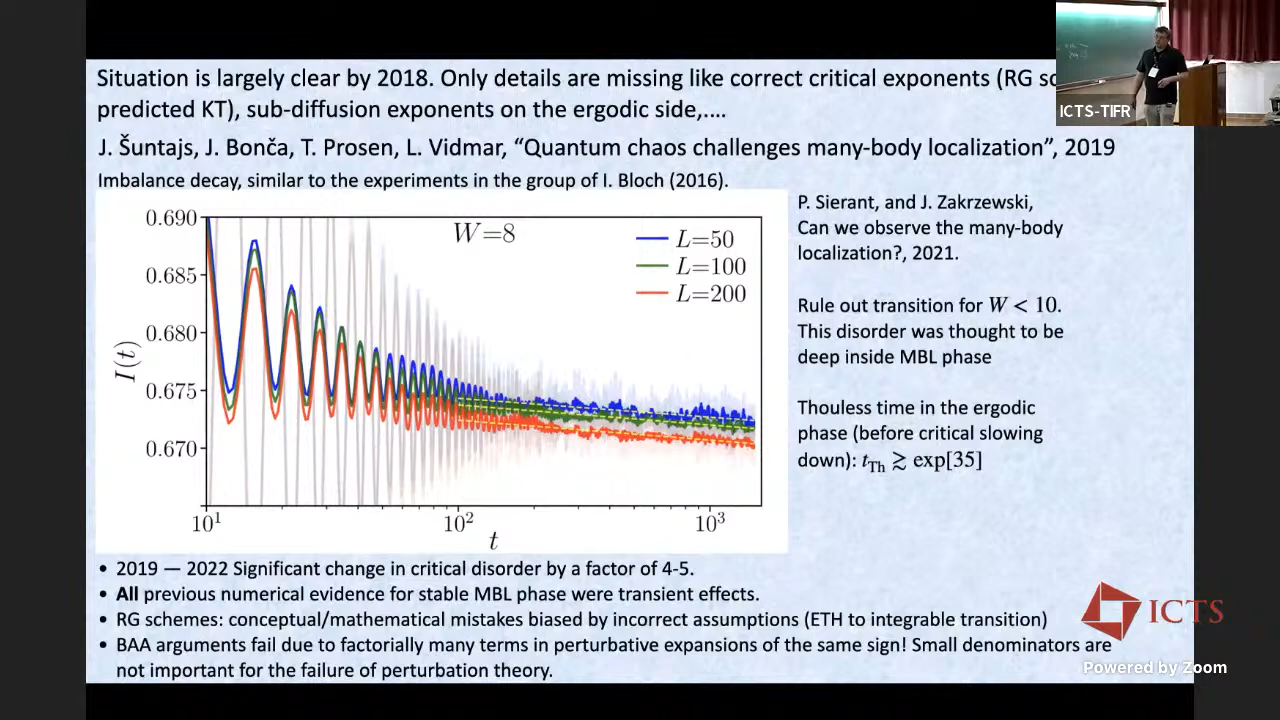 Situation is largely clear by 2018. Only details are missing like correct critical exponents (RG
predicted KT), sub-diffusion exponents on the ergodic side,....
ICTS-TIFR
J. Šuntajs, J. Bonča, T. Prosen, L. Vidmar, “Quantum chaos challenges many-body localization”, 2019
Imbalance decay, similar to the experiments in the group of I. Bloch (2016).
0.690
0.685
0.680
0.675
0.670
I(t)
W=8
L=50
L=100
L=200
10¹
10²
10³
t
P. Sierant, and J. Zakrzewski,
Can we observe the many-body
localization?, 2021.
Rule out transition for W < 10.
This disorder was thought to be
deep inside MBL phase
Thouless time in the ergodic
phase (before critical slowing
down): t_Th ≳ exp[35]
• 2019 — 2022 Significant change in critical disorder by a factor of 4-5.
• All previous numerical evidence for stable MBL phase were transient effects.
• RG schemes: conceptual/mathematical mistakes biased by incorrect assumptions (ETH to integrable transition)
• BAA arguments fail due to factorially many terms in perturbative expansions of the same sign! Small denominators are
not important for the failure of perturbation theory.
ICTS
Powered by Zoom